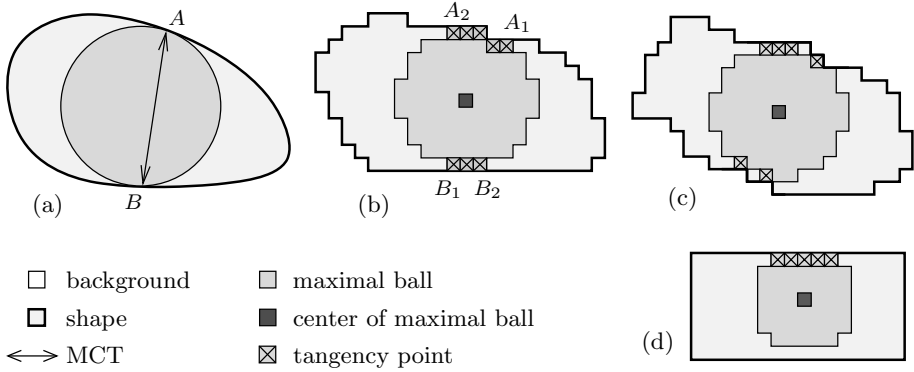 A
B
(a)
A2
A1
B1 B2
(b)
(c)
(d)
background
shape
MCT
maximal ball
center of maximal ball
tangency point